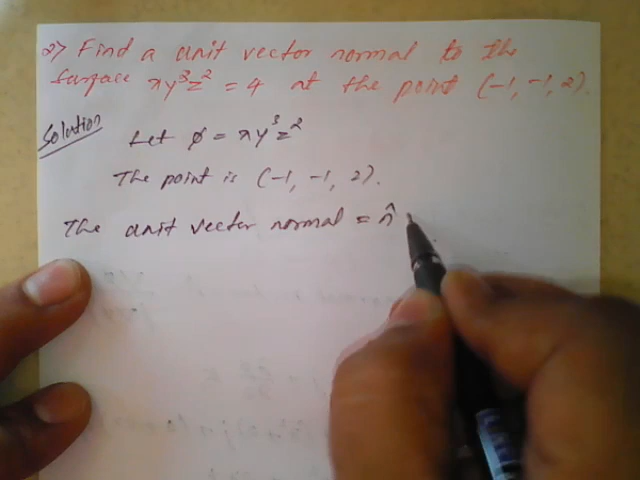 2) Find a unit vector normal to the
surface xy³z² = 4 at the point (-1, -1, 2).
Solution
Let ϕ = xy³z²
The point is (-1, -1, 2).
The unit vector normal = n̂